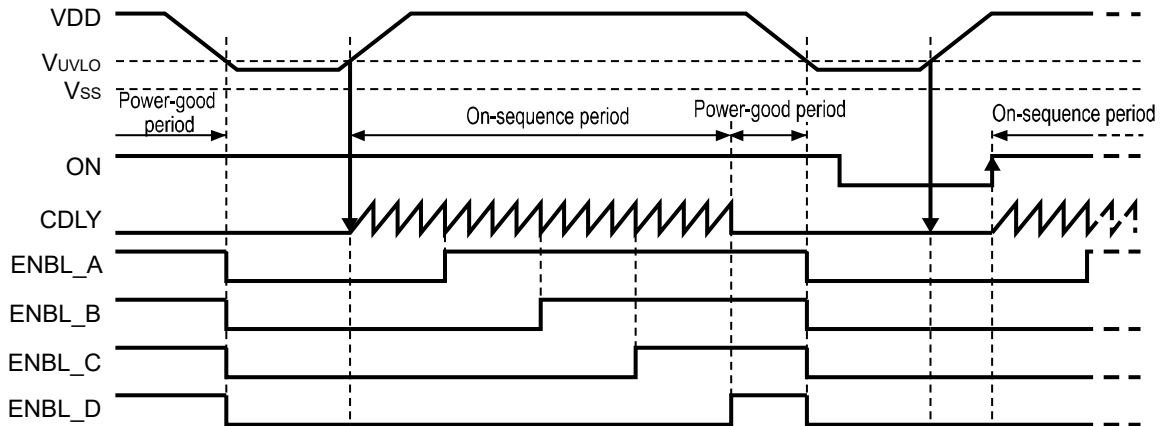 VDD
VUVLO
VSS
Power-good
period
On-sequence period
Power-good period
On-sequence period
ON
CDLY
ENBL_A
ENBL_B
ENBL_C
ENBL_D